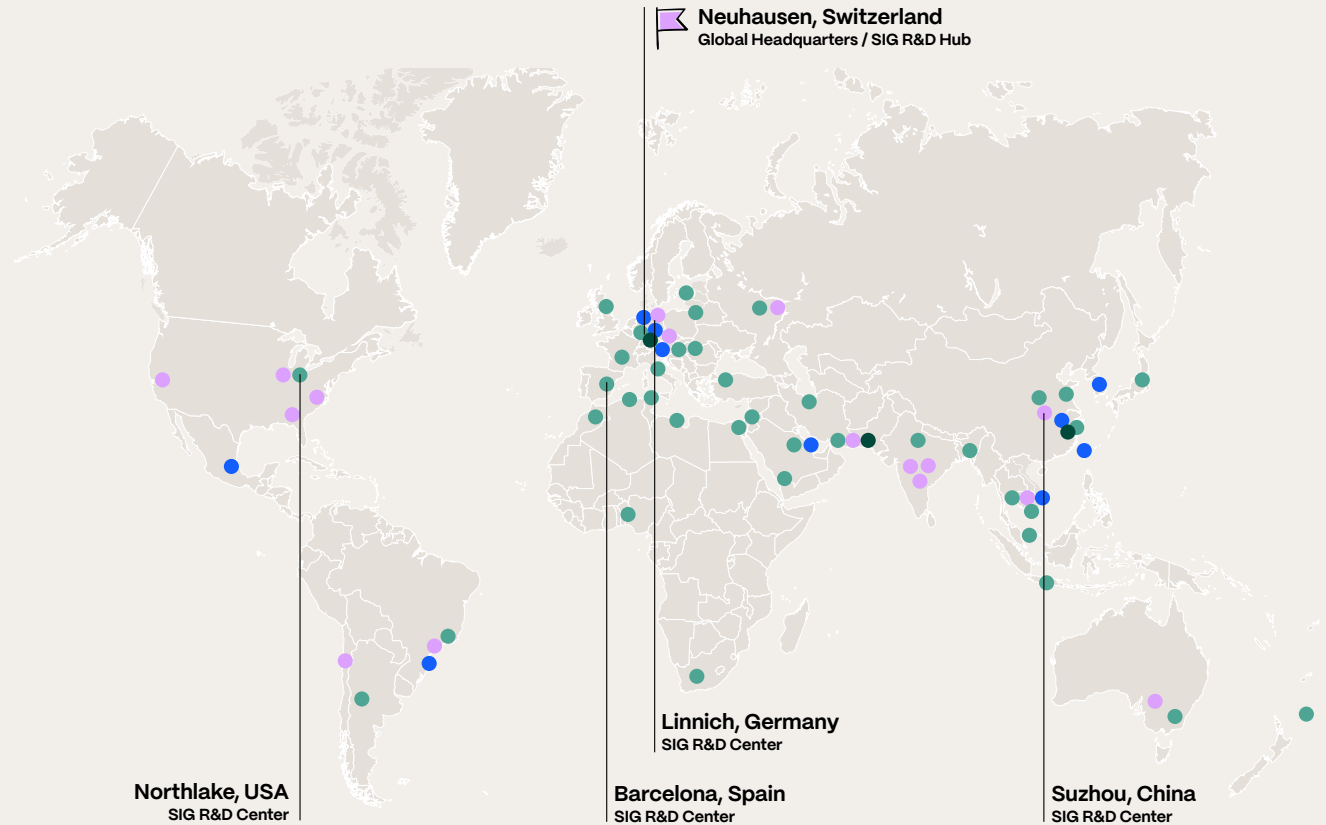 Neuhausen, Switzerland
Global Headquarters / SIG R&D Hub
Linnich, Germany
SIG R&D Center
Northlake, USA
SIG R&D Center
Barcelona, Spain
SIG R&D Center
Suzhou, China
SIG R&D Center